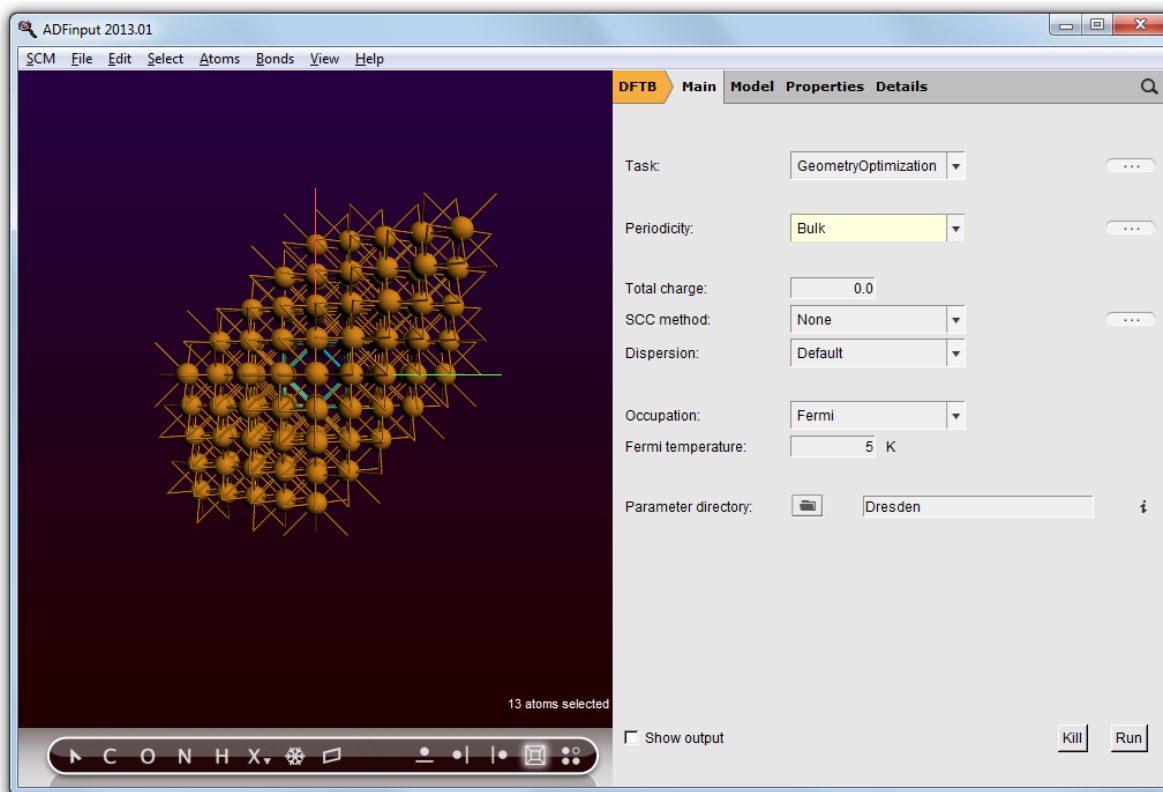 ADFinput 2013.01
SCM File Edit Select Atoms Bonds View Help
DFTB Main Model Properties Details
Task: GeometryOptimization ...
Periodicity: Bulk ...
Total charge: 0.0
SCC method: None ...
Dispersion: Default
Occupation: Fermi
Fermi temperature: 5 K
Parameter directory: Dresden i
13 atoms selected
Show output Kill Run
C O N H X